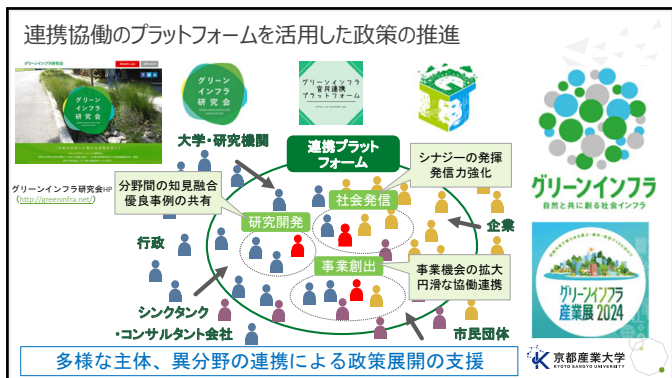 連携協働のプラットフォームを活用した政策の推進
グリーンインフラ研究会
グリーン
インフラ
研究会
グリーン
インフラ
研究会
グリーンインフラ
官民連携
プラットフォーム
大学・研究機関
連携プラット
フォーム
シナジーの発揮
発信力強化
グリーンインフラ
自然と共に創る社会インフラ
グリーンインフラ研究会HP
(http://greeninfra.net/)
分野間の知見融合
優良事例の共有
社会発信
研究開発
企業
行政
事業創出
事業機会の拡大
円滑な協働連携
グリーンインフラ
産業展 2024
シンクタンク
・コンサルタント会社
市民団体
多様な主体、異分野の連携による政策展開の支援
京都産業大学
KYOTO SANGYO UNIVERSITY